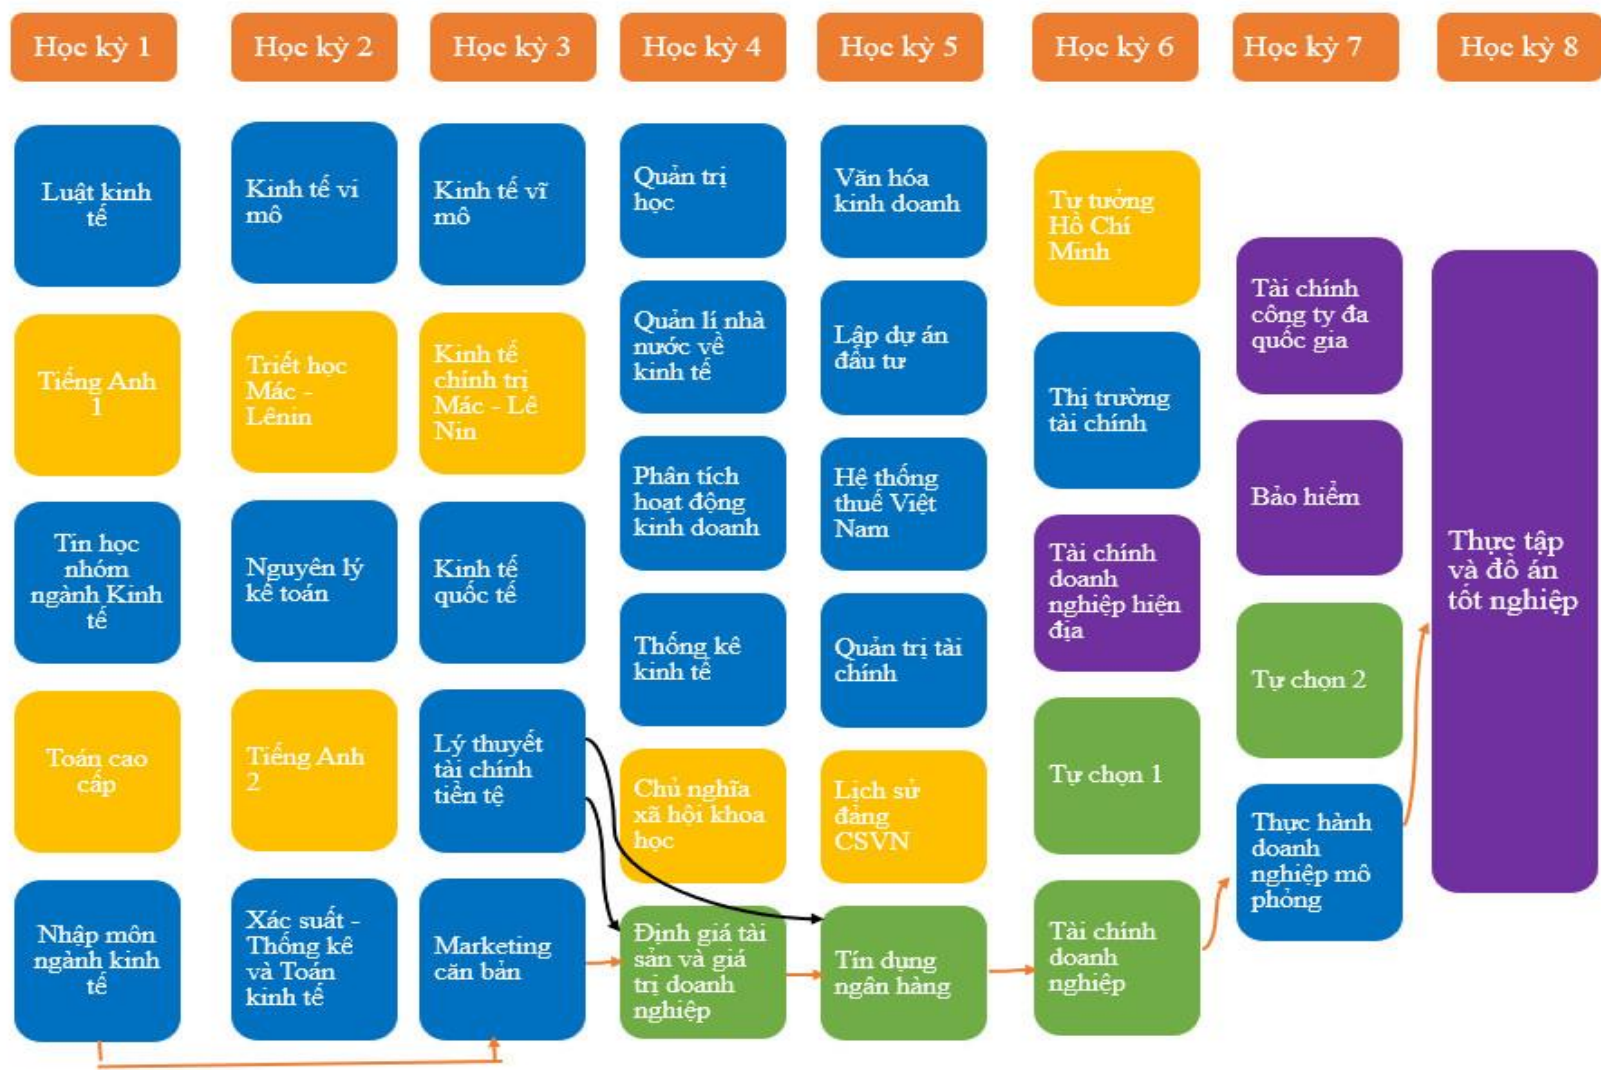 Học kỳ 1
Học kỳ 2
Học kỳ 3
Học kỳ 4
Học kỳ 5
Học kỳ 6
Học kỳ 7
Học kỳ 8
Luật kinh
tế
Tiếng Anh
1
Tin học
nhóm
ngành Kinh
tế
Toán cao
cấp
Nhập môn
ngành kinh
tế
Kinh tế vi
mô
Triết học
Mác -
Lênin
Nguyên lý
kế toán
Tiếng Anh
2
Xác suất -
Thống kê
và Toán
kinh tế
Kinh tế vĩ
mô
Kinh tế
chính trị
Mác - Lê
Nin
Kinh tế
quốc tế
Lý thuyết
tài chính
tiền tệ
Marketing
căn bản
Quản trị
học
Quản lí nhà
nước về
kinh tế
Phân tích
hoạt động
kinh doanh
Thống kê
kinh tế
Chủ nghĩa
xã hội khoa
học
Định giá tài
sản và giá
trị doanh
nghiệp
Văn hóa
kinh doanh
Lập dự án
đầu tư
Hệ thống
thuế Việt
Nam
Quản trị tài
chính
Lịch sử
đảng
CSVN
Tín dụng
ngân hàng
Tư tưởng
Hồ Chí
Minh
Thị trường
tài chính
Tài chính
doanh
nghiệp hiện
địa
Tự chọn 1
Tài chính
doanh
nghiệp
Tài chính
công ty đa
quốc gia
Bảo hiểm
Tự chọn 2
Thực hành
doanh
nghiệp mô
phỏng
Thực tập
và đồ án
tốt nghiệp